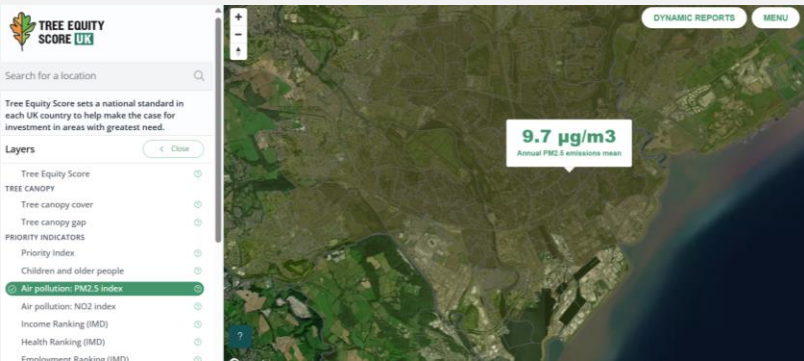 TREE EQUITY
SCORE UK
Search for a location
Tree Equity Score sets a national standard in
each UK country to help make the case for
investment in areas with greatest need.
Layers
< Close
Tree Equity Score
TREE CANOPY
Tree canopy cover
Tree canopy gap
PRIORITY INDICATORS
Priority Index
Children and older people
Air pollution: PM2.5 index
Air pollution: NO2 index
Income Ranking (IMD)
Health Ranking (IMD)
Employment Ranking (IMD)
+
−
DYNAMIC REPORTS
MENU
9.7 µg/m3
Annual PM2.5 emissions mean
?